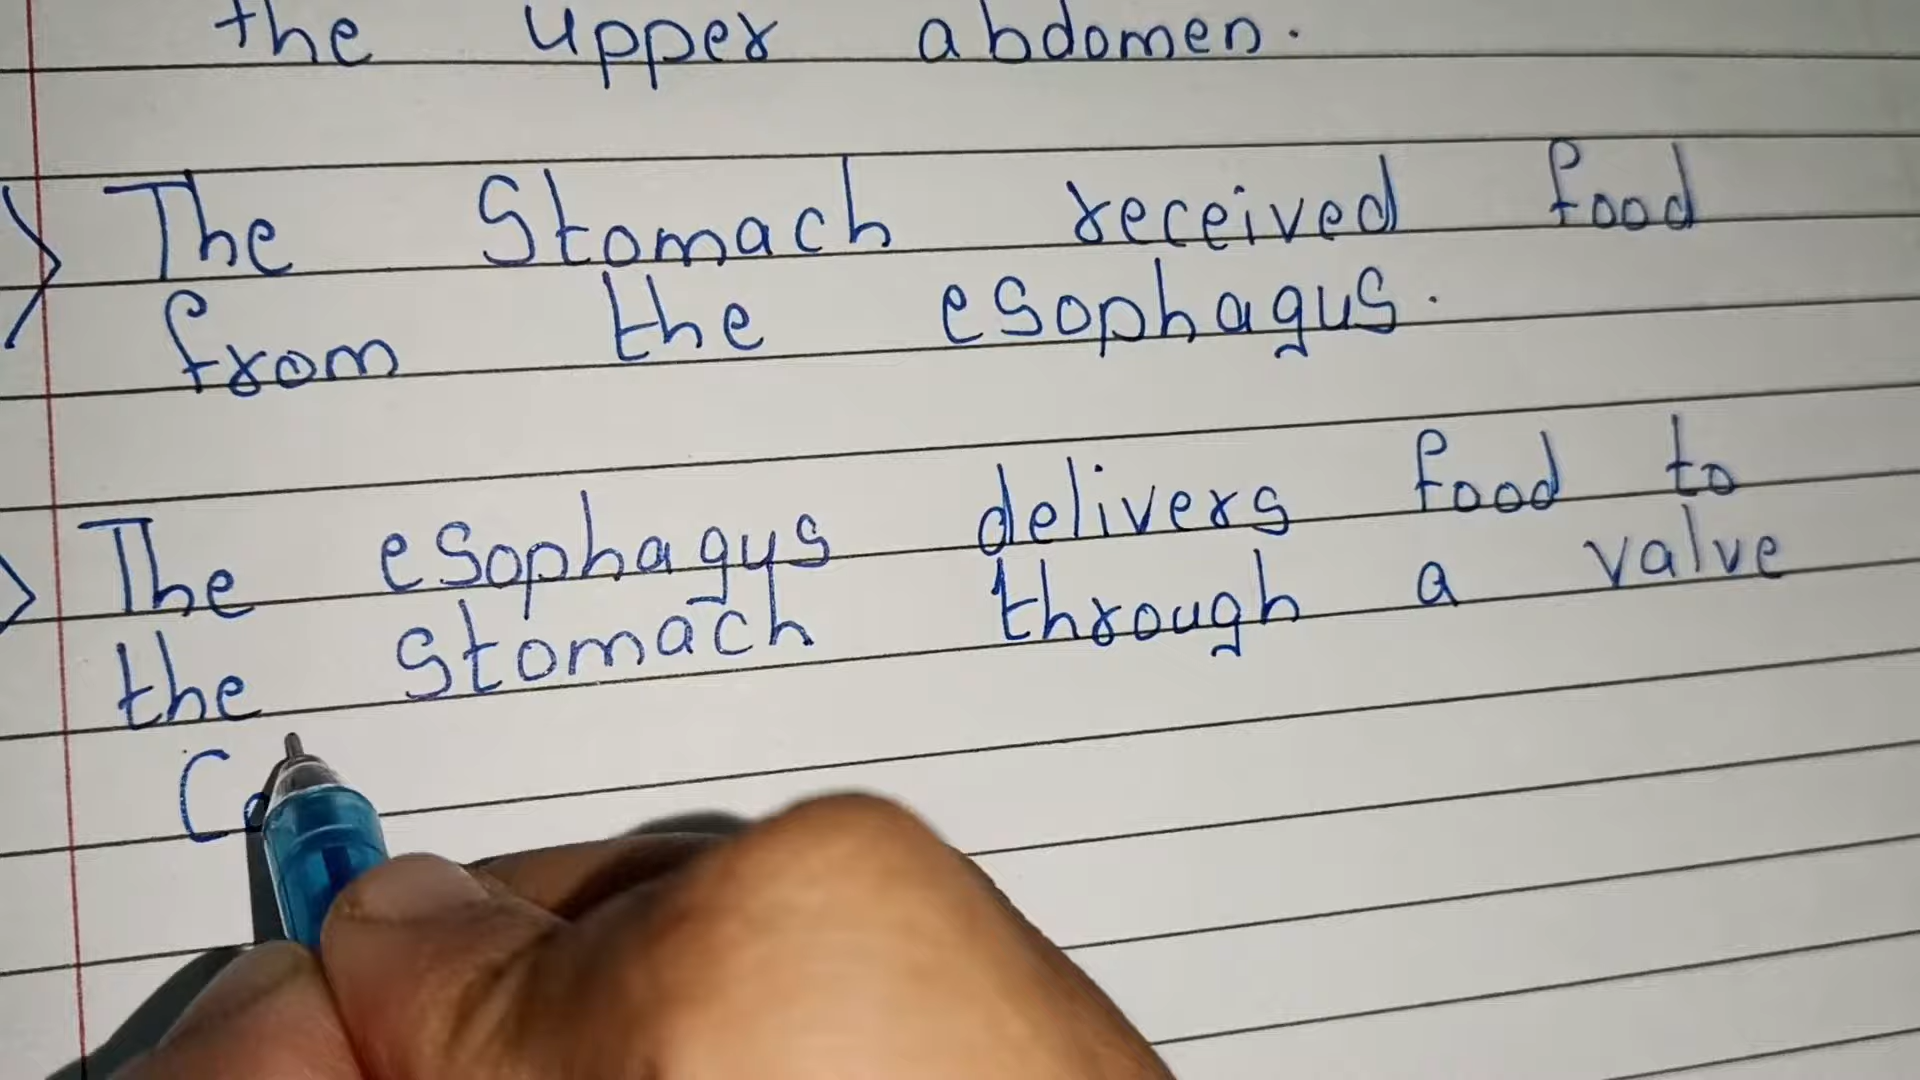 the upper abdomen.
The Stomach received food
from the esophagus.
The esophagus delivers food to
the stomach through a valve